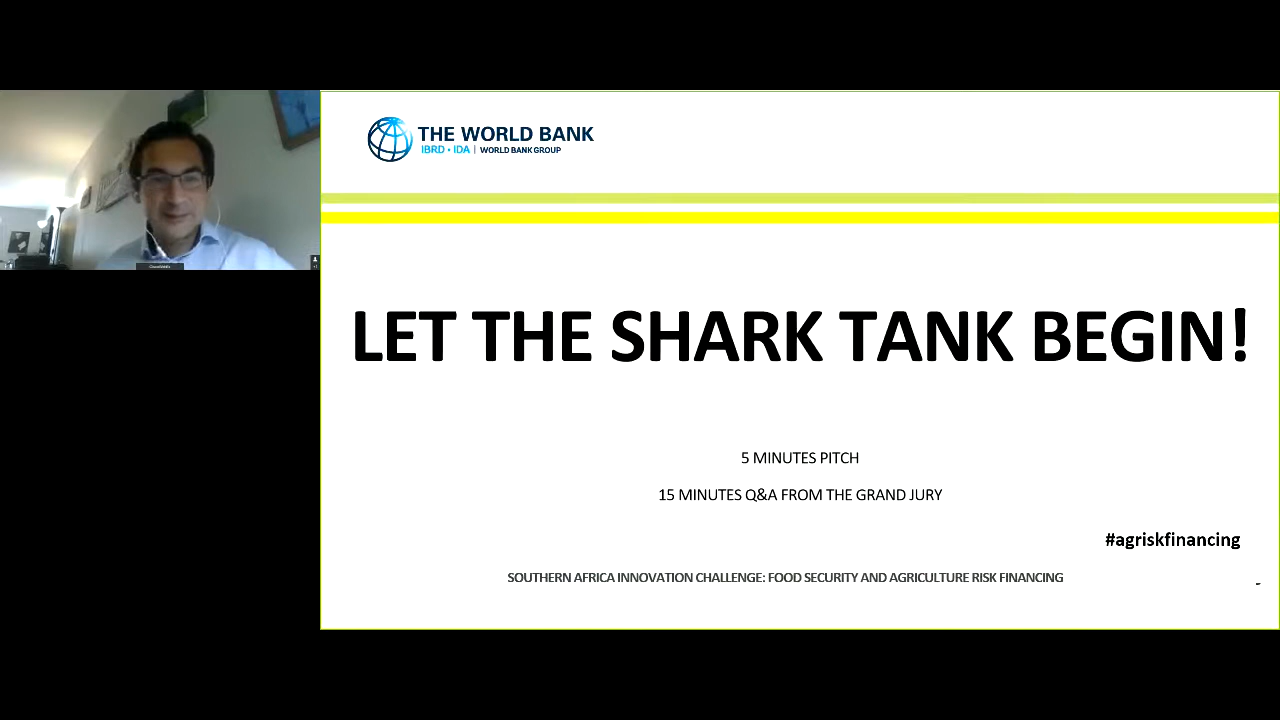 THE WORLD BANK
IBRD • IDA | WORLD BANK GROUP
LET THE SHARK TANK BEGIN!
5 MINUTES PITCH
15 MINUTES Q&A FROM THE GRAND JURY
#agriskfinancing
SOUTHERN AFRICA INNOVATION CHALLENGE: FOOD SECURITY AND AGRICULTURE RISK FINANCING